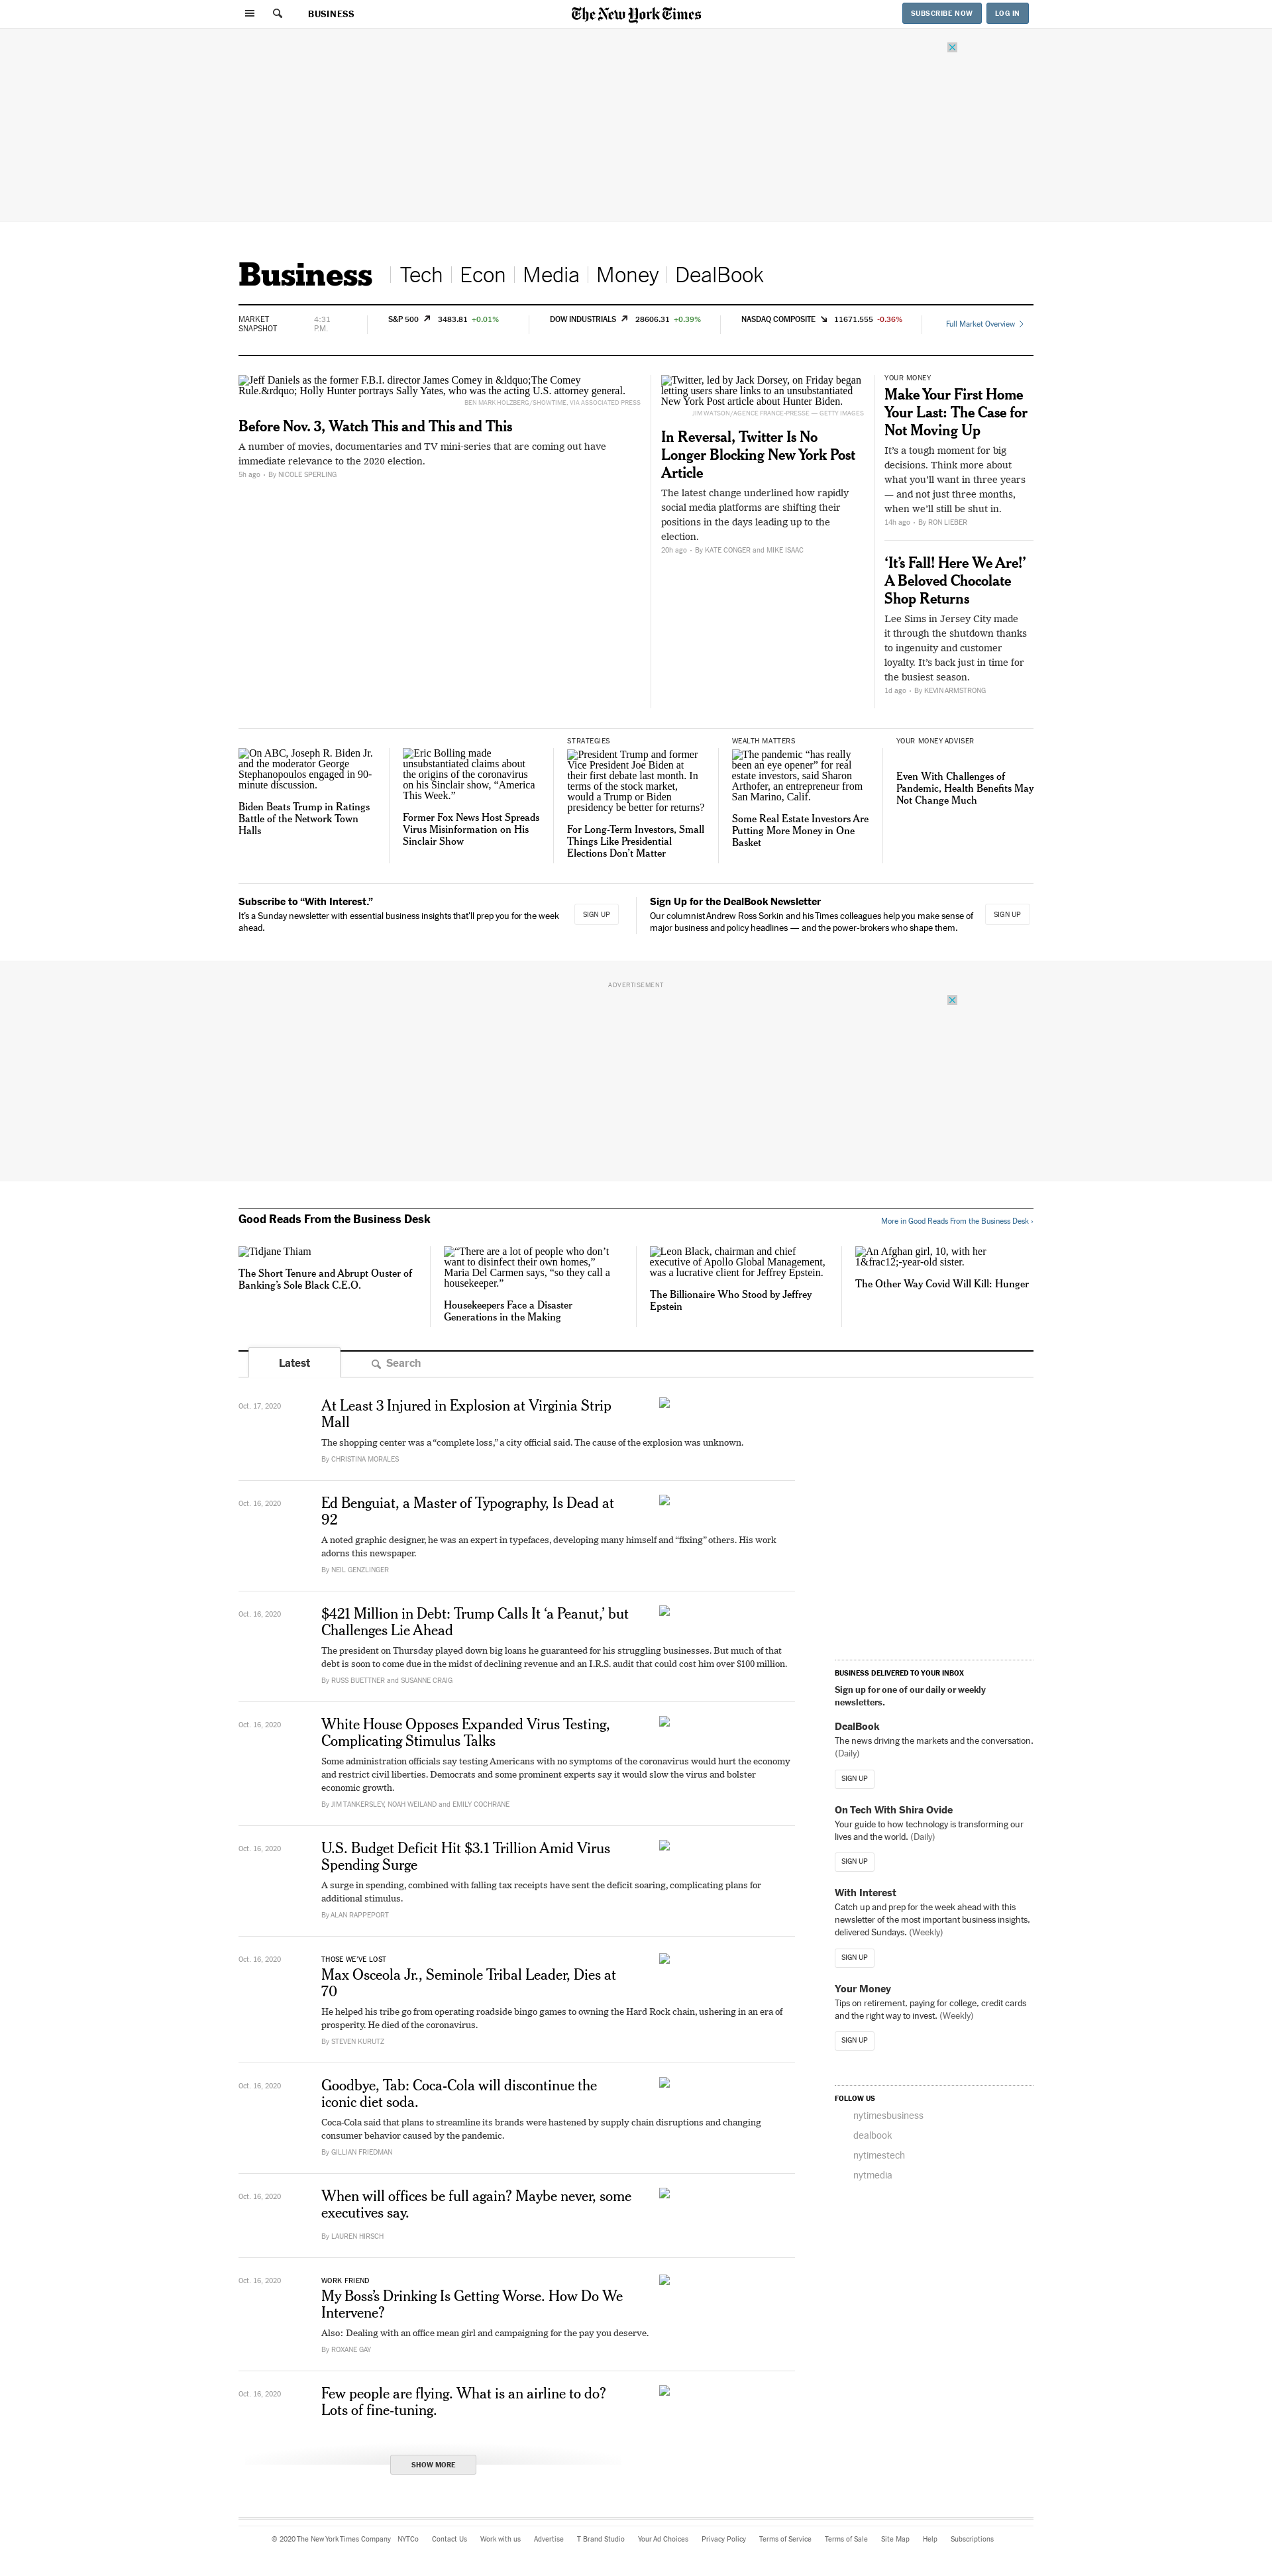 BUSINESS
The New York Times
SUBSCRIBE NOW
LOG IN
Business
Tech
Econ
Media
Money
DealBook
MARKET
SNAPSHOT
4:31
P.M.
S&P 500 3483.81 +0.01%
DOW INDUSTRIALS 28606.31 +0.39%
NASDAQ COMPOSITE 11671.555 -0.36%
Full Market Overview
Jeff Daniels as the former F.B.I. director James Comey in &ldquo;The Comey
Rule.&rdquo; Holly Hunter portrays Sally Yates, who was the acting U.S. attorney general.
BEN MARK HOLZBERG/SHOWTIME, VIA ASSOCIATED PRESS
Before Nov. 3, Watch This and This and This
A number of movies, documentaries and TV mini-series that are coming out have
immediate relevance to the 2020 election.
5h ago • By NICOLE SPERLING
Twitter, led by Jack Dorsey, on Friday began
letting users share links to an unsubstantiated
New York Post article about Hunter Biden.
JIM WATSON/AGENCE FRANCE-PRESSE — GETTY IMAGES
In Reversal, Twitter Is No
Longer Blocking New York Post
Article
The latest change underlined how rapidly
social media platforms are shifting their
positions in the days leading up to the
election.
20h ago • By KATE CONGER and MIKE ISAAC
YOUR MONEY
Make Your First Home
Your Last: The Case for
Not Moving Up
It’s a tough moment for big
decisions. Think more about
what you’ll want in three years
— and not just three months,
when we’ll still be shut in.
14h ago • By RON LIEBER
‘It’s Fall! Here We Are!’
A Beloved Chocolate
Shop Returns
Lee Sims in Jersey City made
it through the shutdown thanks
to ingenuity and customer
loyalty. It’s back just in time for
the busiest season.
1d ago • By KEVIN ARMSTRONG
On ABC, Joseph R. Biden Jr.
and the moderator George
Stephanopoulos engaged in 90-
minute discussion.
Biden Beats Trump in Ratings
Battle of the Network Town
Halls
Eric Bolling made
unsubstantiated claims about
the origins of the coronavirus
on his Sinclair show, “America
This Week.”
Former Fox News Host Spreads
Virus Misinformation on His
Sinclair Show
STRATEGIES
President Trump and former
Vice President Joe Biden at
their first debate last month. In
terms of the stock market,
would a Trump or Biden
presidency be better for returns?
For Long-Term Investors, Small
Things Like Presidential
Elections Don’t Matter
WEALTH MATTERS
The pandemic “has really
been an eye opener” for real
estate investors, said Sharon
Arthofer, an entrepreneur from
San Marino, Calif.
Some Real Estate Investors Are
Putting More Money in One
Basket
YOUR MONEY ADVISER
Even With Challenges of
Pandemic, Health Benefits May
Not Change Much
Subscribe to “With Interest.”
It’s a Sunday newsletter with essential business insights that’ll prep you for the week
ahead.
SIGN UP
Sign Up for the DealBook Newsletter
Our columnist Andrew Ross Sorkin and his Times colleagues help you make sense of
major business and policy headlines — and the power-brokers who shape them.
SIGN UP
ADVERTISEMENT
Good Reads From the Business Desk
More in Good Reads From the Business Desk ›
Tidjane Thiam
The Short Tenure and Abrupt Ouster of
Banking’s Sole Black C.E.O.
“There are a lot of people who don’t
want to disinfect their own homes,”
Maria Del Carmen says, “so they call a
housekeeper.”
Housekeepers Face a Disaster
Generations in the Making
Leon Black, chairman and chief
executive of Apollo Global Management,
was a lucrative client for Jeffrey Epstein.
The Billionaire Who Stood by Jeffrey
Epstein
An Afghan girl, 10, with her
1&frac12;-year-old sister.
The Other Way Covid Will Kill: Hunger
Latest
Search
Oct. 17, 2020
At Least 3 Injured in Explosion at Virginia Strip
Mall
The shopping center was a “complete loss,” a city official said. The cause of the explosion was unknown.
By CHRISTINA MORALES
Oct. 16, 2020
Ed Benguiat, a Master of Typography, Is Dead at
92
A noted graphic designer, he was an expert in typefaces, developing many himself and “fixing” others. His work
adorns this newspaper.
By NEIL GENZLINGER
Oct. 16, 2020
$421 Million in Debt: Trump Calls It ‘a Peanut,’ but
Challenges Lie Ahead
The president on Thursday played down big loans he guaranteed for his struggling businesses. But much of that
debt is soon to come due in the midst of declining revenue and an I.R.S. audit that could cost him over $100 million.
By RUSS BUETTNER and SUSANNE CRAIG
Oct. 16, 2020
White House Opposes Expanded Virus Testing,
Complicating Stimulus Talks
Some administration officials say testing Americans with no symptoms of the coronavirus would hurt the economy
and restrict civil liberties. Democrats and some prominent experts say it would slow the virus and bolster
economic growth.
By JIM TANKERSLEY, NOAH WEILAND and EMILY COCHRANE
Oct. 16, 2020
U.S. Budget Deficit Hit $3.1 Trillion Amid Virus
Spending Surge
A surge in spending, combined with falling tax receipts have sent the deficit soaring, complicating plans for
additional stimulus.
By ALAN RAPPEPORT
Oct. 16, 2020
THOSE WE’VE LOST
Max Osceola Jr., Seminole Tribal Leader, Dies at
70
He helped his tribe go from operating roadside bingo games to owning the Hard Rock chain, ushering in an era of
prosperity. He died of the coronavirus.
By STEVEN KURUTZ
Oct. 16, 2020
Goodbye, Tab: Coca-Cola will discontinue the
iconic diet soda.
Coca-Cola said that plans to streamline its brands were hastened by supply chain disruptions and changing
consumer behavior caused by the pandemic.
By GILLIAN FRIEDMAN
Oct. 16, 2020
When will offices be full again? Maybe never, some
executives say.
By LAUREN HIRSCH
Oct. 16, 2020
WORK FRIEND
My Boss’s Drinking Is Getting Worse. How Do We
Intervene?
Also: Dealing with an office mean girl and campaigning for the pay you deserve.
By ROXANE GAY
Oct. 16, 2020
Few people are flying. What is an airline to do?
Lots of fine-tuning.
SHOW MORE
BUSINESS DELIVERED TO YOUR INBOX
Sign up for one of our daily or weekly
newsletters.
DealBook
The news driving the markets and the conversation.
(Daily)
SIGN UP
On Tech With Shira Ovide
Your guide to how technology is transforming our
lives and the world. (Daily)
SIGN UP
With Interest
Catch up and prep for the week ahead with this
newsletter of the most important business insights,
delivered Sundays. (Weekly)
SIGN UP
Your Money
Tips on retirement, paying for college, credit cards
and the right way to invest. (Weekly)
SIGN UP
FOLLOW US
nytimesbusiness
dealbook
nytimestech
nytmedia
© 2020 The New York Times Company NYTCo Contact Us Work with us Advertise T Brand Studio Your Ad Choices Privacy Policy Terms of Service Terms of Sale Site Map Help Subscriptions